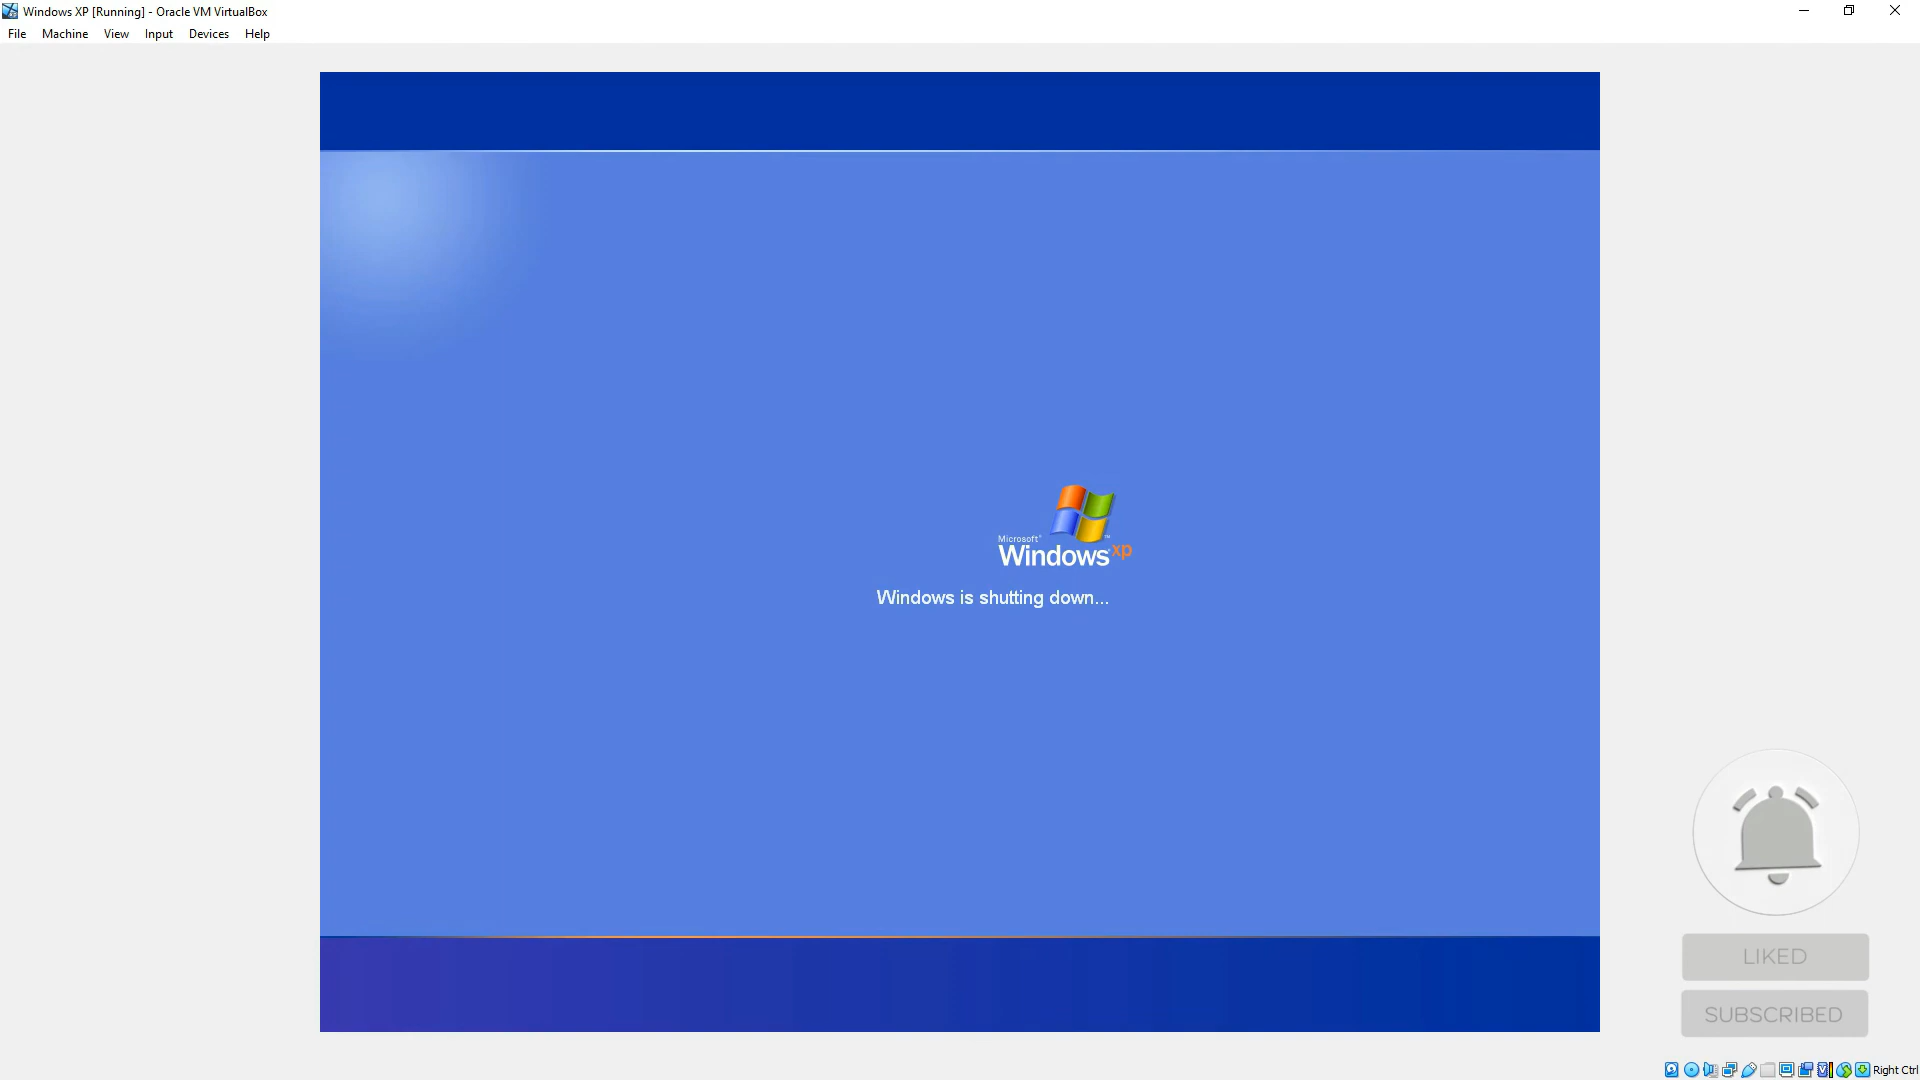 Windows XP [Running] - Oracle VM VirtualBox
File Machine View Input Devices Help
Microsoft®
Windows xp™
Windows is shutting down...
LIKED
SUBSCRIBED
Right Ctrl